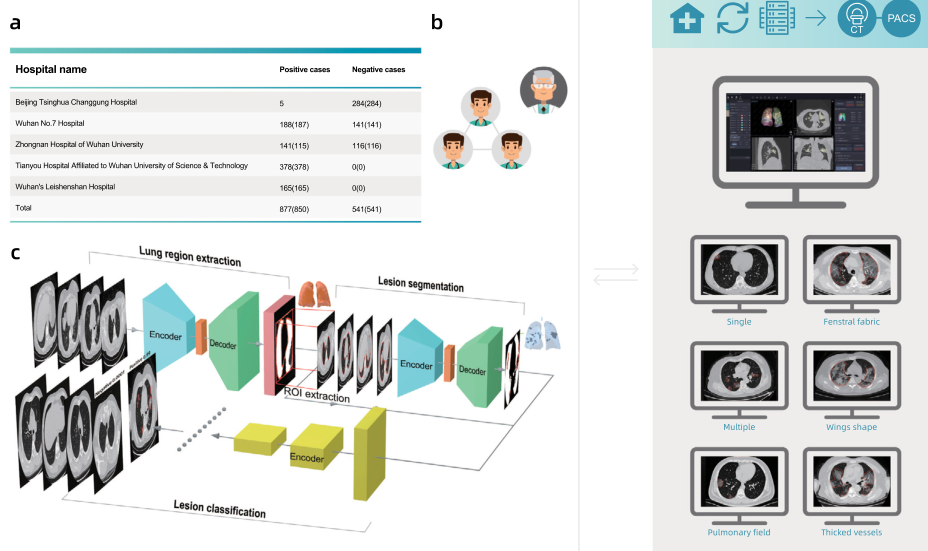 a
Hospital name Positive cases Negative cases
Beijing Tsinghua Changgung Hospital 5 284(284)
Wuhan No.7 Hospital 188(187) 141(141)
Zhongnan Hospital of Wuhan University 141(115) 116(116)
Tianyou Hospital Affiliated to Wuhan University of Science & Technology 378(378) 0(0)
Wuhan's Leishenshan Hospital 165(165) 0(0)
Total 877(850) 541(541)
b
c
Lung region extraction
Lesion segmentation
Encoder
Decoder
Encoder
Decoder
ROI extraction
Encoder
Lesion classification
CT
PACS
Single
Fenstral fabric
Multiple
Wings shape
Pulmonary field
Thicked vessels